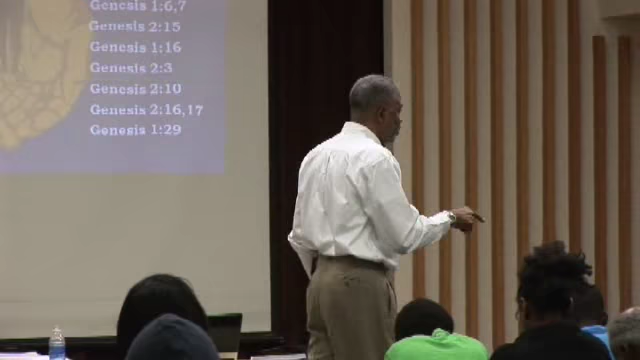 Genesis 1:6,7
Genesis 2:15
Genesis 1:16
Genesis 2:3
Genesis 2:10
Genesis 2:16,17
Genesis 1:29